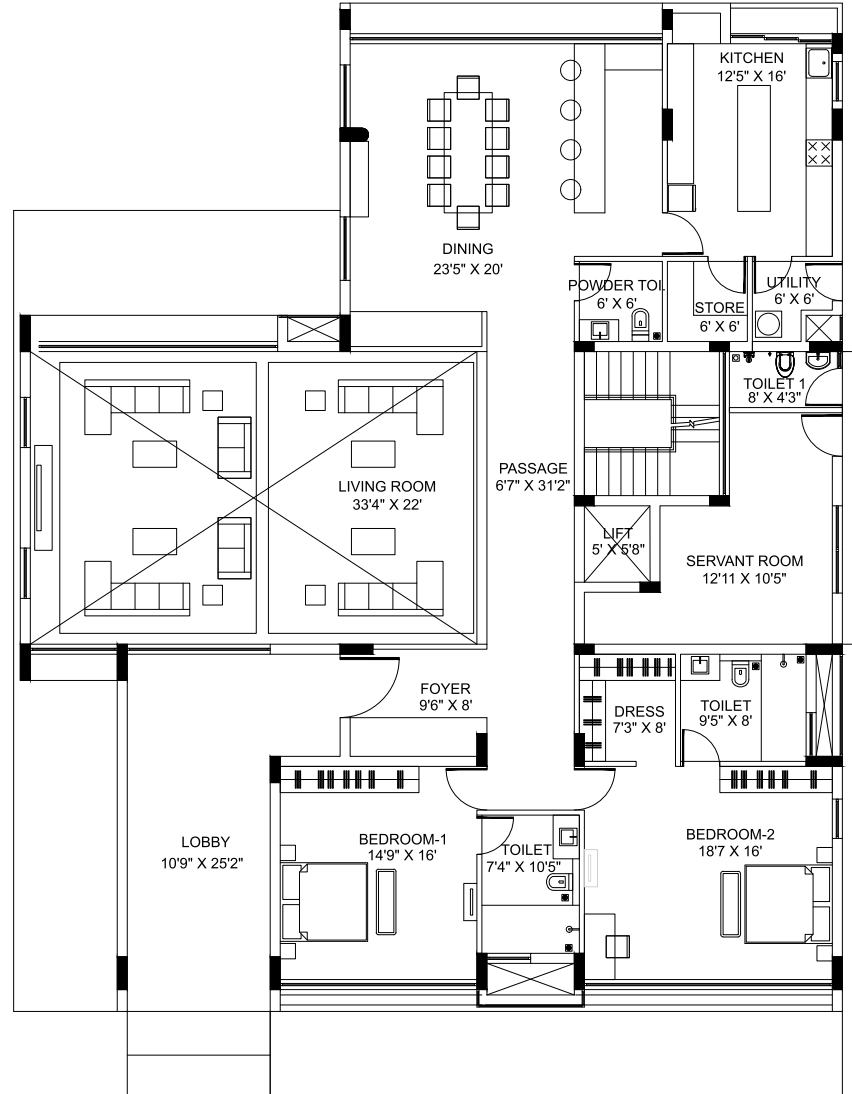 KITCHEN
12'5" X 16'
DINING
23'5" X 20'
POWDER TOI.
6' X 6'
STORE
6' X 6'
UTILITY
6' X 6'
TOILET 1
8' X 4'3"
PASSAGE
6'7" X 31'2"
LIVING ROOM
33'4" X 22'
LIFT
5' X 5'8"
SERVANT ROOM
12'11 X 10'5"
FOYER
9'6" X 8'
DRESS
7'3" X 8'
TOILET
9'5" X 8'
LOBBY
10'9" X 25'2"
BEDROOM-1
14'9" X 16'
TOILET
7'4" X 10'5"
BEDROOM-2
18'7 X 16'